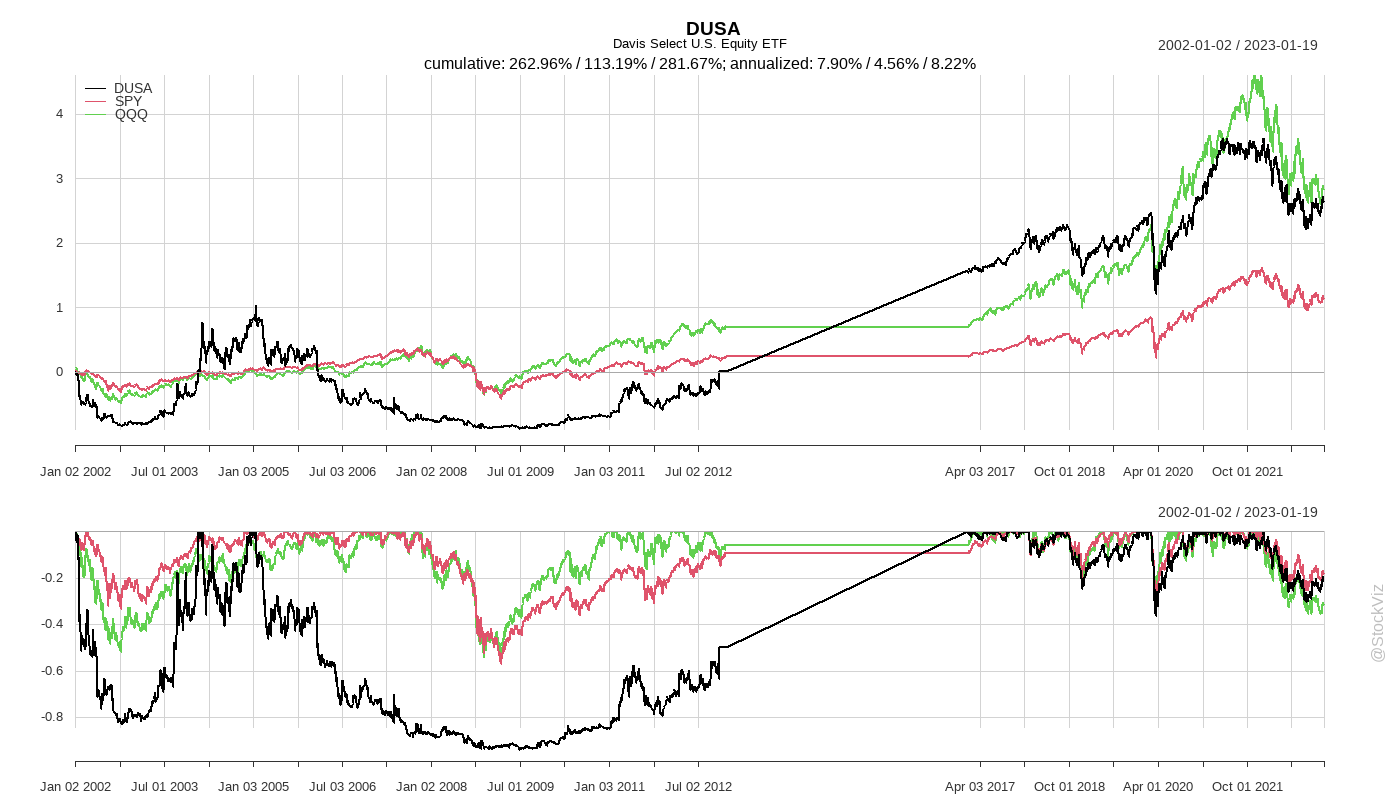 DUSA
Davis Select U.S. Equity ETF
2002-01-02 / 2023-01-19
cumulative: 262.96% / 113.19% / 281.67%; annualized: 7.90% / 4.56% / 8.22%
DUSA
SPY
QQQ
4
3
2
1
0
Jan 02 2002 Jul 01 2003 Jan 03 2005 Jul 03 2006 Jan 02 2008 Jul 01 2009 Jan 03 2011 Jul 02 2012 Apr 03 2017 Oct 01 2018 Apr 01 2020 Oct 01 2021
2002-01-02 / 2023-01-19
-0.2
-0.4
-0.6
-0.8
Jan 02 2002 Jul 01 2003 Jan 03 2005 Jul 03 2006 Jan 02 2008 Jul 01 2009 Jan 03 2011 Jul 02 2012 Apr 03 2017 Oct 01 2018 Apr 01 2020 Oct 01 2021
@StockViz